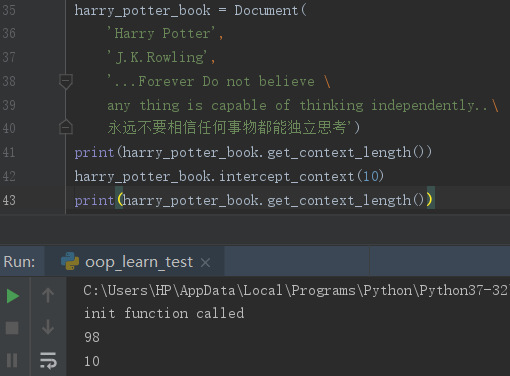 35 harry_potter_book = Document(
36 'Harry Potter',
37 'J.K.Rowling',
38 '...Forever Do not believe \
39 any thing is capable of thinking independently..\
40 永远不要相信任何事物都能独立思考')
41 print(harry_potter_book.get_context_length())
42 harry_potter_book.intercept_context(10)
43 print(harry_potter_book.get_context_length())
Run: oop_learn_test ×
C:\Users\HP\AppData\Local\Programs\Python\Python37-32\
init function called
98
10